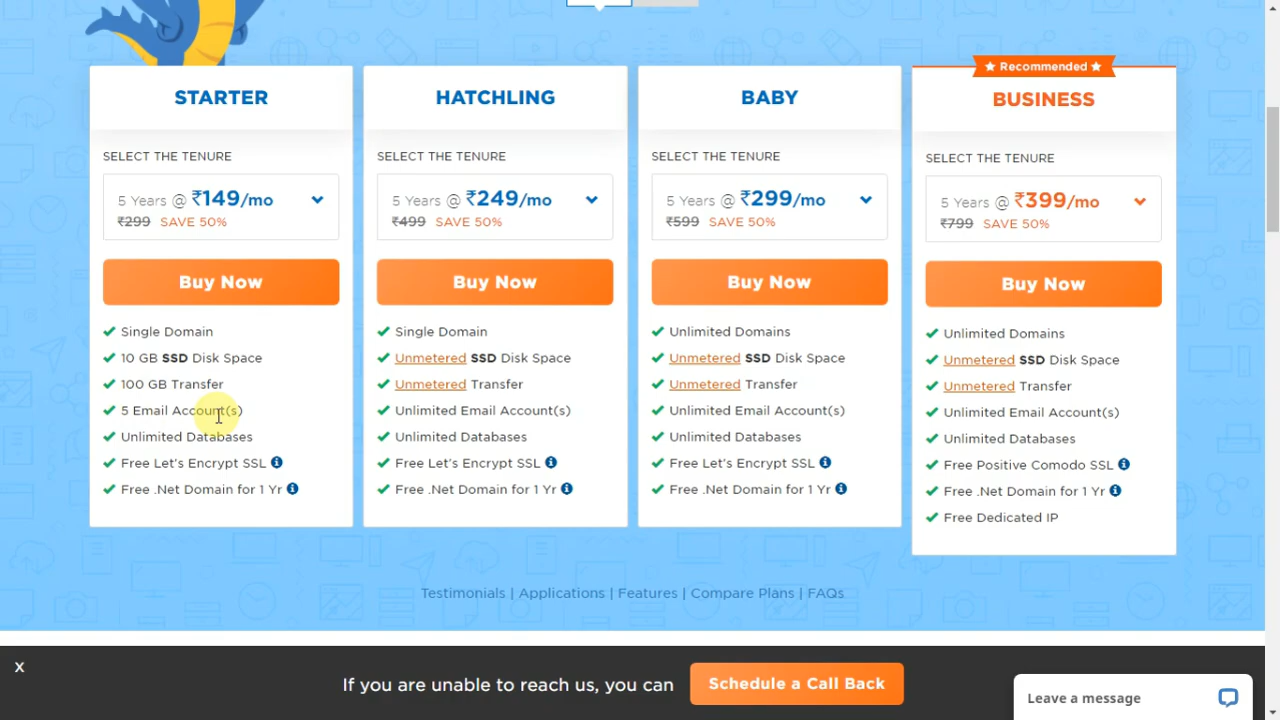 STARTER
SELECT THE TENURE
5 Years @ ₹149/mo
₹299 SAVE 50%
Buy Now
Single Domain
10 GB SSD Disk Space
100 GB Transfer
5 Email Account(s)
Unlimited Databases
Free Let's Encrypt SSL
Free .Net Domain for 1 Yr
HATCHLING
SELECT THE TENURE
5 Years @ ₹249/mo
₹499 SAVE 50%
Buy Now
Single Domain
Unmetered SSD Disk Space
Unmetered Transfer
Unlimited Email Account(s)
Unlimited Databases
Free Let's Encrypt SSL
Free .Net Domain for 1 Yr
BABY
SELECT THE TENURE
5 Years @ ₹299/mo
₹599 SAVE 50%
Buy Now
Unlimited Domains
Unmetered SSD Disk Space
Unmetered Transfer
Unlimited Email Account(s)
Unlimited Databases
Free Let's Encrypt SSL
Free .Net Domain for 1 Yr
★ Recommended ★
BUSINESS
SELECT THE TENURE
5 Years @ ₹399/mo
₹799 SAVE 50%
Buy Now
Unlimited Domains
Unmetered SSD Disk Space
Unmetered Transfer
Unlimited Email Account(s)
Unlimited Databases
Free Positive Comodo SSL
Free .Net Domain for 1 Yr
Free Dedicated IP
Testimonials | Applications | Features | Compare Plans | FAQs
x
If you are unable to reach us, you can
Schedule a Call Back
Leave a message